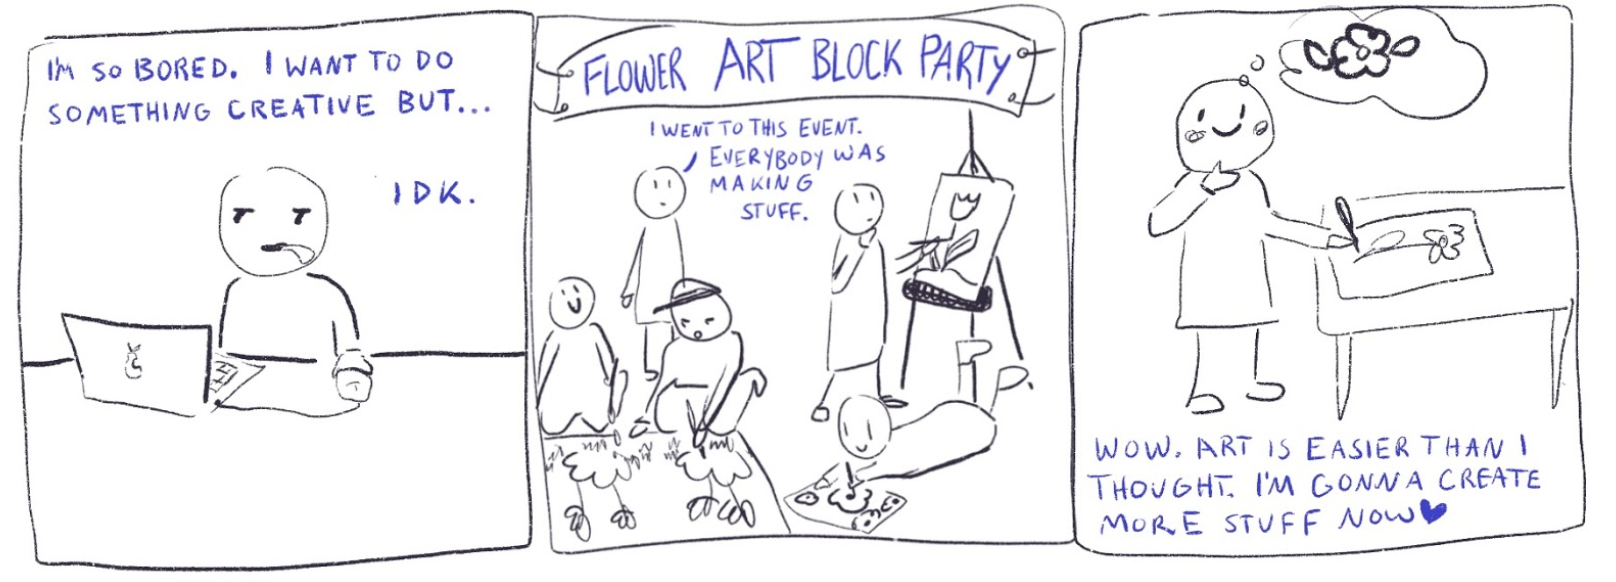 I'M SO BORED. I WANT TO DO
SOMETHING CREATIVE BUT...
IDK.
FLOWER ART BLOCK PARTY
I WENT TO THIS EVENT.
EVERYBODY WAS
MAKING
STUFF.
WOW. ART IS EASIER THAN I
THOUGHT. I'M GONNA CREATE
MORE STUFF NOW♥